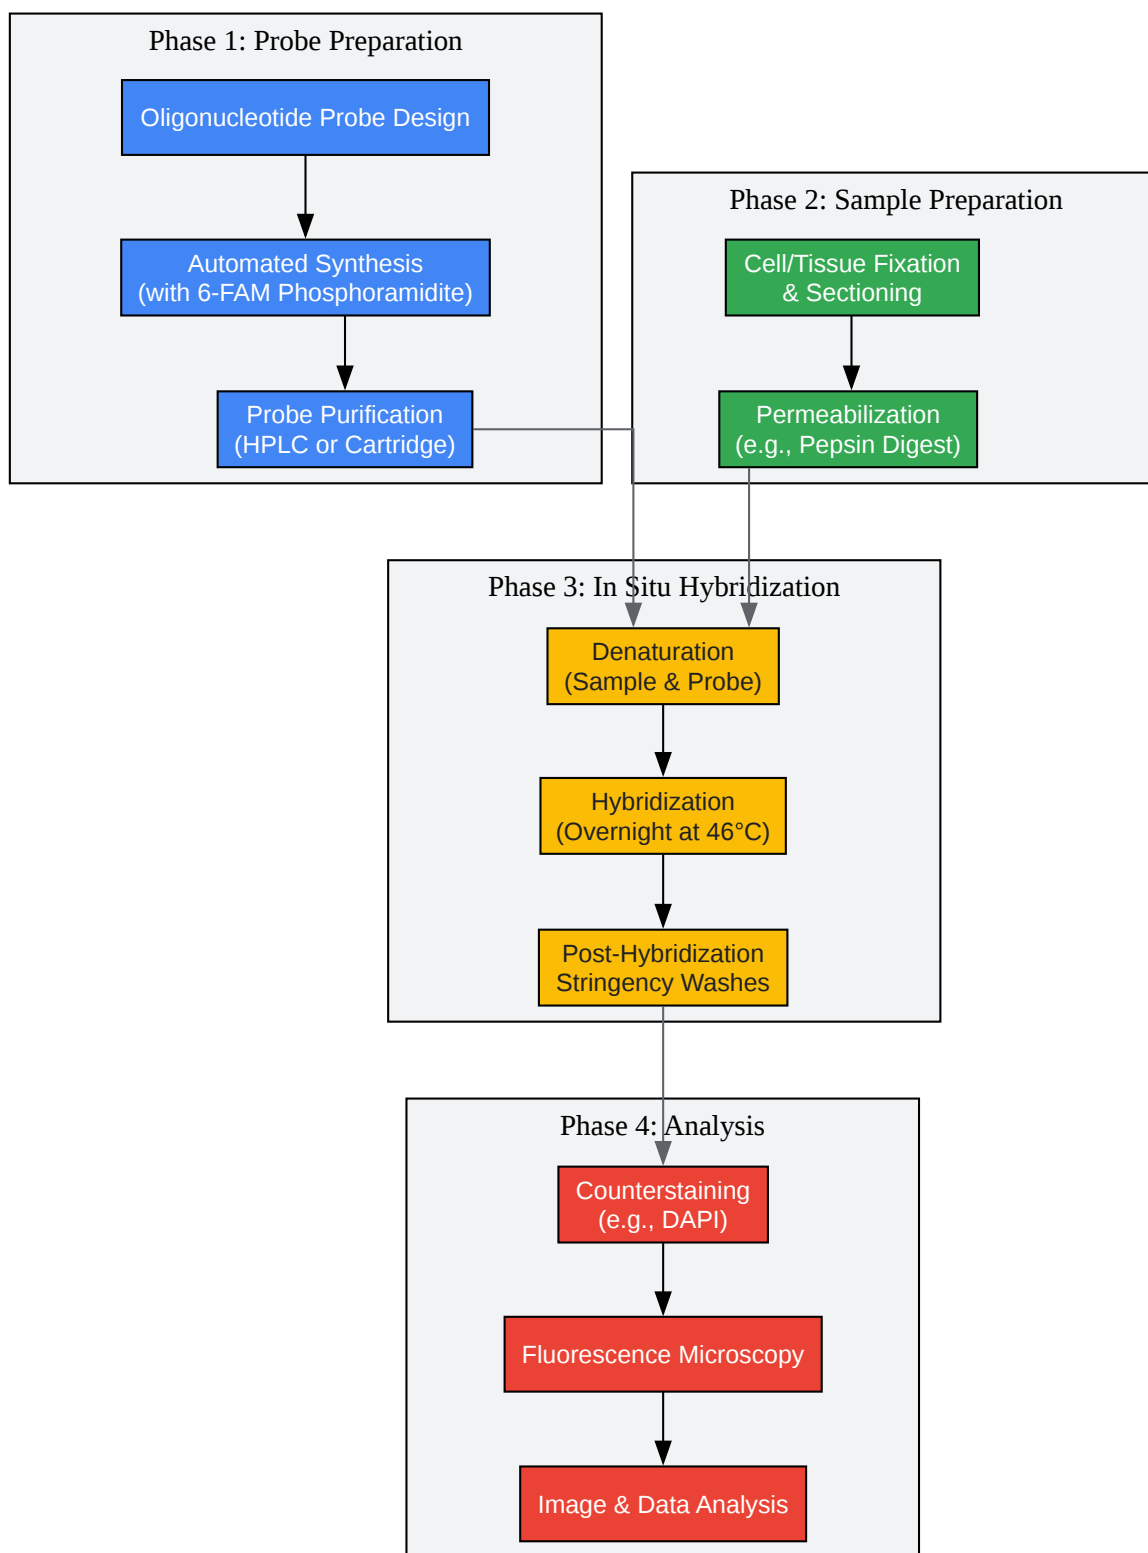 Phase 1: Probe Preparation
Oligonucleotide Probe Design
Automated Synthesis
(with 6-FAM Phosphoramidite)
Probe Purification
(HPLC or Cartridge)
Phase 2: Sample Preparation
Cell/Tissue Fixation
& Sectioning
Permeabilization
(e.g., Pepsin Digest)
Phase 3: In Situ Hybridization
Denaturation
(Sample & Probe)
Hybridization
(Overnight at 46°C)
Post-Hybridization
Stringency Washes
Phase 4: Analysis
Counterstaining
(e.g., DAPI)
Fluorescence Microscopy
Image & Data Analysis